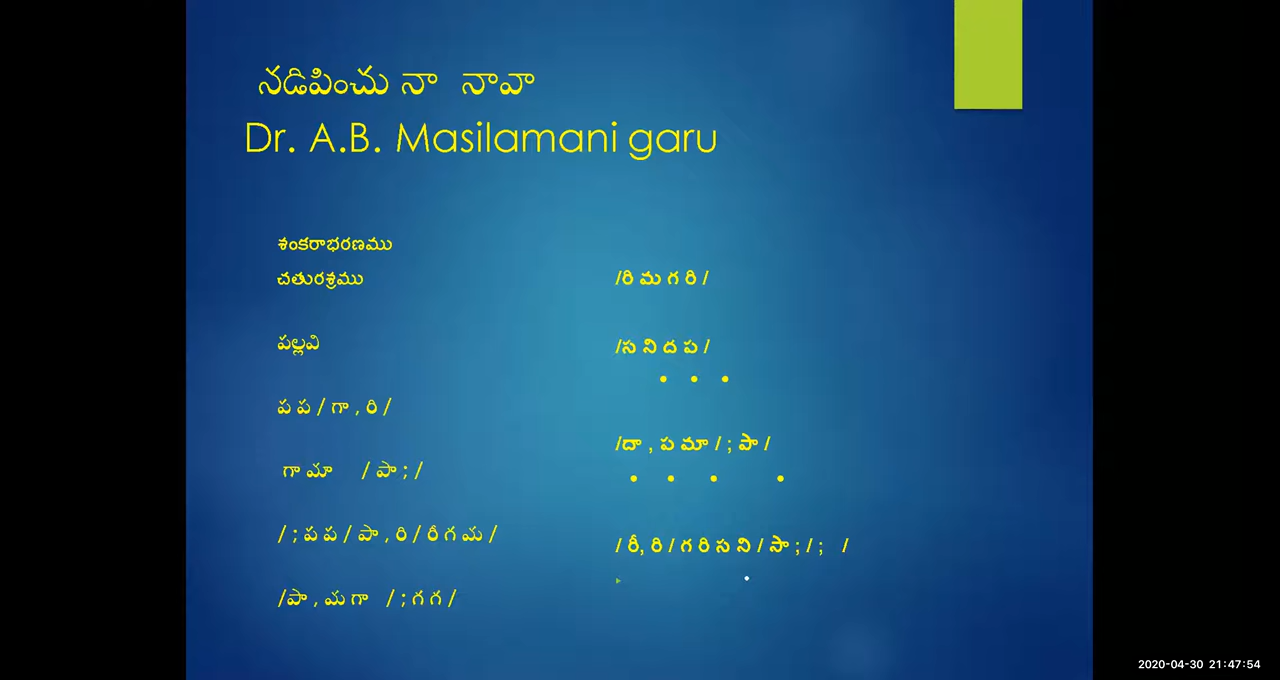 నడిపించు నా నావా
Dr. A.B. Masilamani garu
శంకరాభరణము
చతురశ్రము
పల్లవి
ప ప / గా , రి /
గా మా / పా ; /
/ ; ప ప / పా , రి / రీ గ మ /
/పా , మ గా / ; గ గ /
/రి మ గ రి /
/స ని ద ప /
• • •
/దా , ప మా / ; పా /
• • • •
/ రీ, రి / గ రి స ని / సా ; / ; /
•
2020-04-30 21:47:54